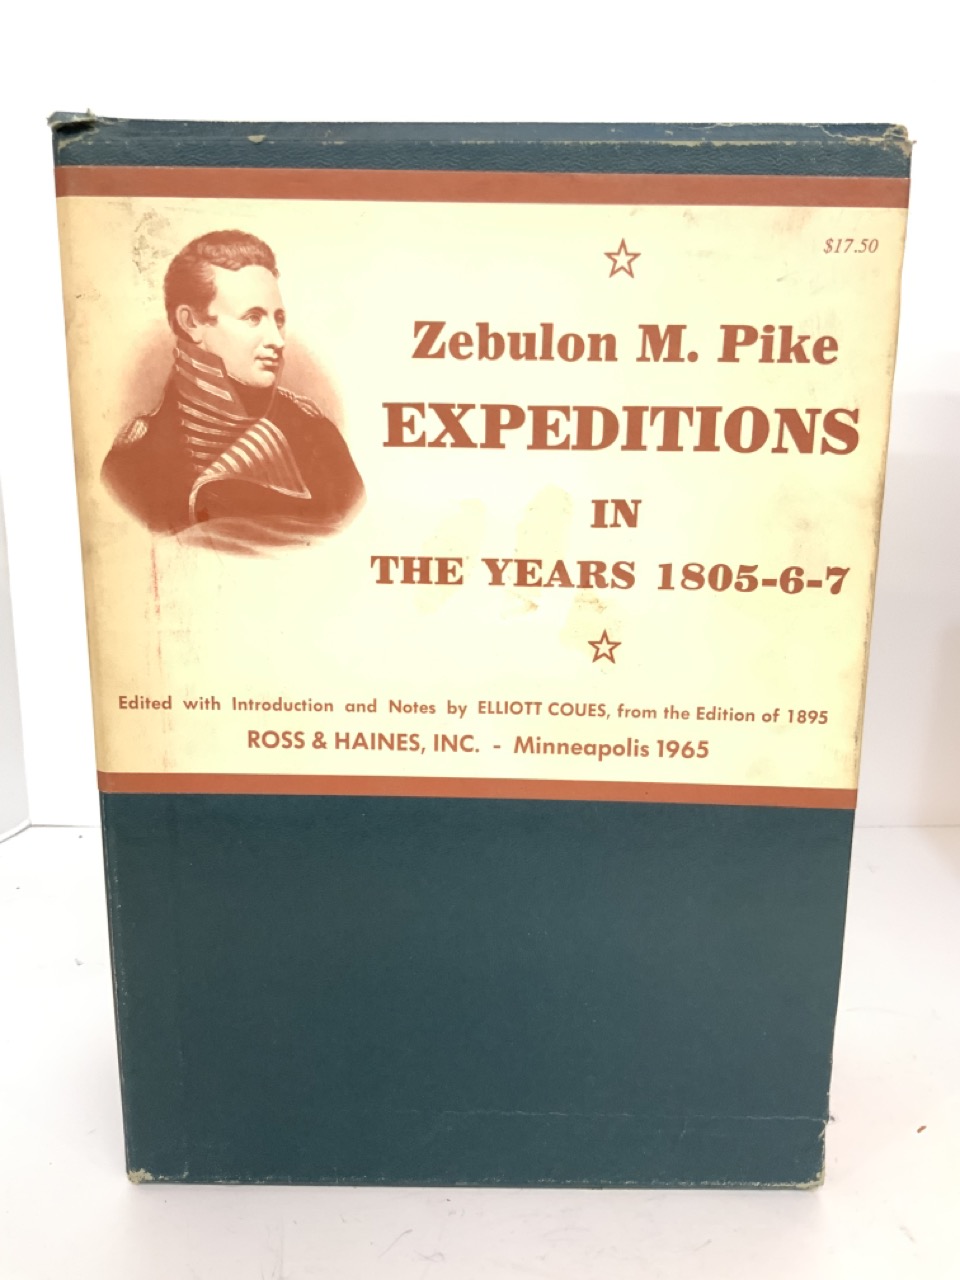 $17.50
Zebulon M. Pike
EXPEDITIONS
IN
THE YEARS 1805-6-7
Edited with Introduction and Notes by ELLIOTT COUES, from the Edition of 1895
ROSS & HAINES, INC. - Minneapolis 1965